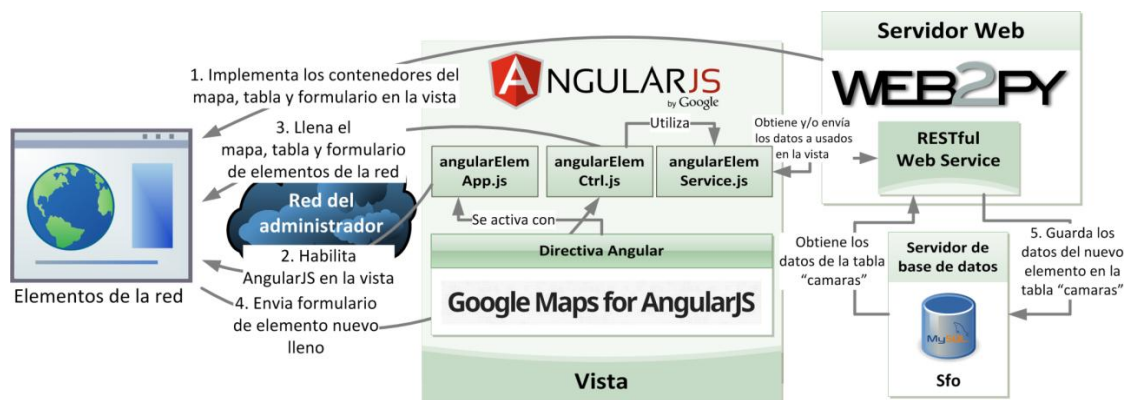 1. Implementa los contenedores del
mapa, tabla y formulario en la vista
3. Llena el
mapa, tabla y formulario
de elementos de la red
Red del
administrador
2. Habilita
AngularJS en la vista
4. Envia formulario
de elemento nuevo
lleno
Elementos de la red
ANGULARJS
by Google
Utiliza
angularElem
App.js
angularElem
Ctrl.js
angularElem
Service.js
Se activa con
Directiva Angular
Google Maps for AngularJS
Vista
Obtiene y/o envía
los datos a usados
en la vista
Servidor Web
WEB2PY
RESTful
Web Service
Obtiene los
datos de la tabla
“camaras”
Servidor de
base de datos
MySQL
Sfo
5. Guarda los
datos del nuevo
elemento en la
tabla “camaras”